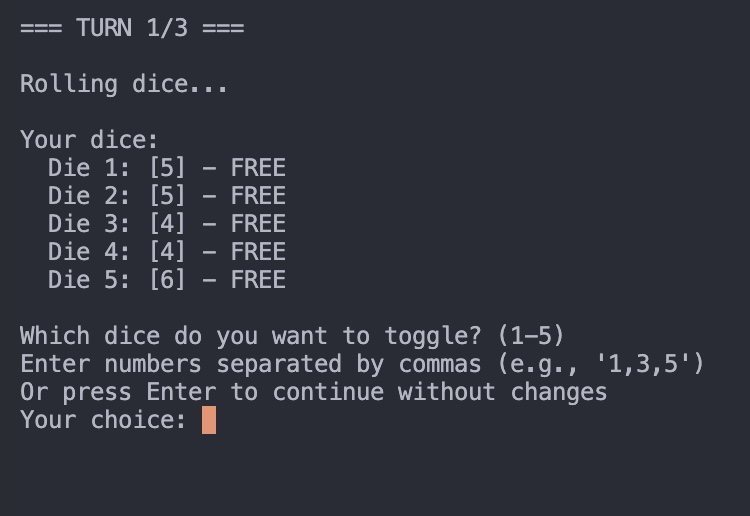 === TURN 1/3 ===
Rolling dice...
Your dice:
  Die 1: [5] – FREE
  Die 2: [5] – FREE
  Die 3: [4] – FREE
  Die 4: [4] – FREE
  Die 5: [6] – FREE
Which dice do you want to toggle? (1–5)
Enter numbers separated by commas (e.g., '1,3,5')
Or press Enter to continue without changes
Your choice: